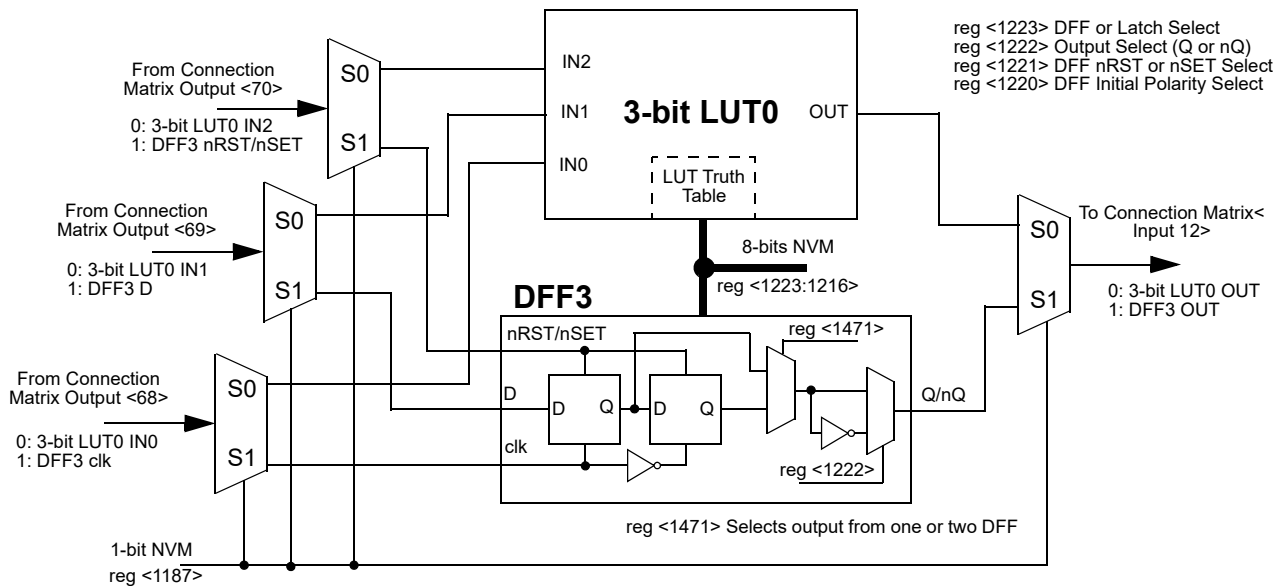 reg <1223> DFF or Latch Select
reg <1222> Output Select (Q or nQ)
reg <1221> DFF nRST or nSET Select
reg <1220> DFF Initial Polarity Select
From Connection
Matrix Output <70>
0: 3-bit LUT0 IN2
1: DFF3 nRST/nSET
S0
S1
IN2
IN1
IN0
3-bit LUT0
OUT
LUT Truth
Table
From Connection
Matrix Output <69>
0: 3-bit LUT0 IN1
1: DFF3 D
S0
S1
8-bits NVM
reg <1223:1216>
To Connection Matrix<
Input 12>
S0
S1
0: 3-bit LUT0 OUT
1: DFF3 OUT
DFF3
nRST/nSET
reg <1471>
From Connection
Matrix Output <68>
0: 3-bit LUT0 IN0
1: DFF3 clk
S0
S1
D
D
Q
D
Q
Q/nQ
clk
reg <1222>
reg <1471> Selects output from one or two DFF
1-bit NVM
reg <1187>